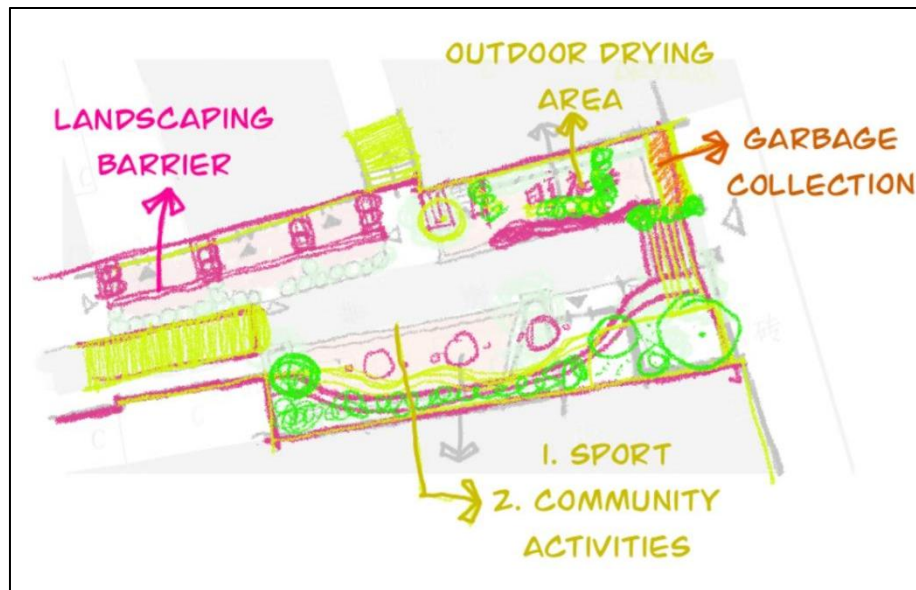 OUTDOOR DRYING
AREA
LANDSCAPING
BARRIER
GARBAGE
COLLECTION
1. SPORT
2. COMMUNITY
ACTIVITIES